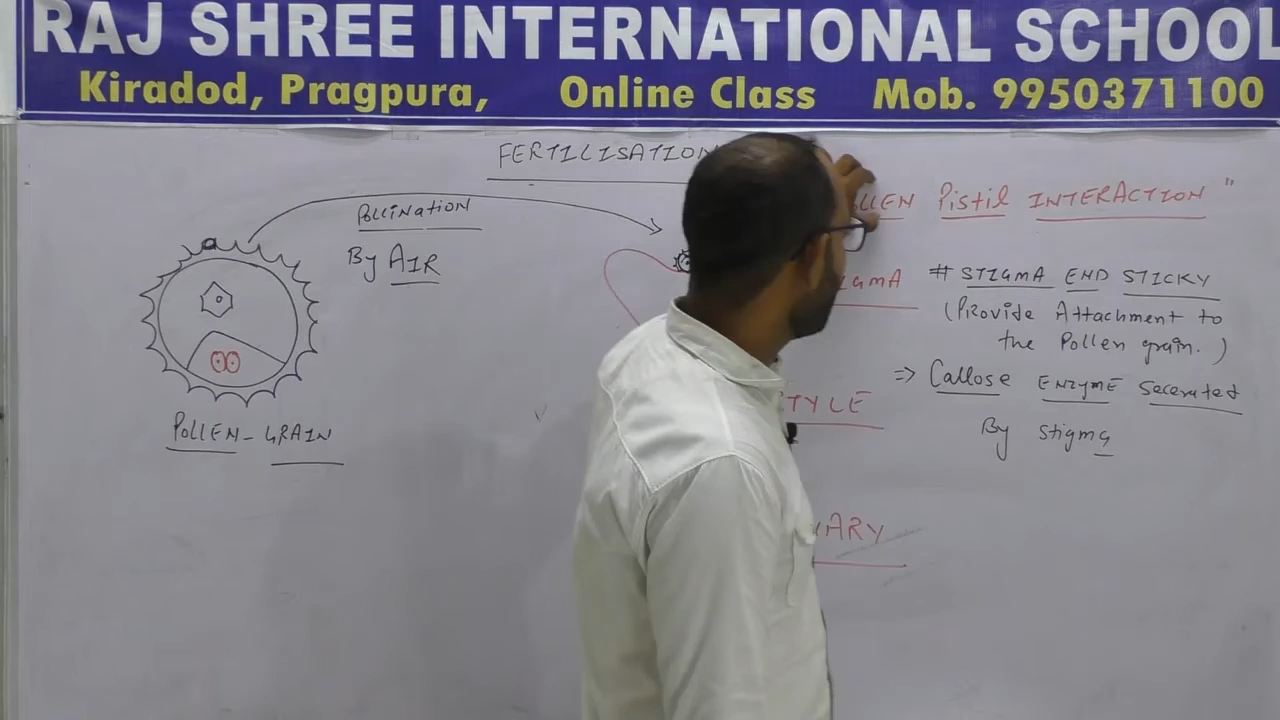 RAJ SHREE INTERNATIONAL SCHOOL
Kiradod, Pragpura, Online Class Mob. 9950371100
FERTILISATION
Pistil INTERACTION"
POLLINATION
By AIR
# STIGMA END STICKY
(Provide Attachment to
the Pollen grain.)
=> Callose ENZYME Secerated
By Stigma
POLLEN-GRAIN